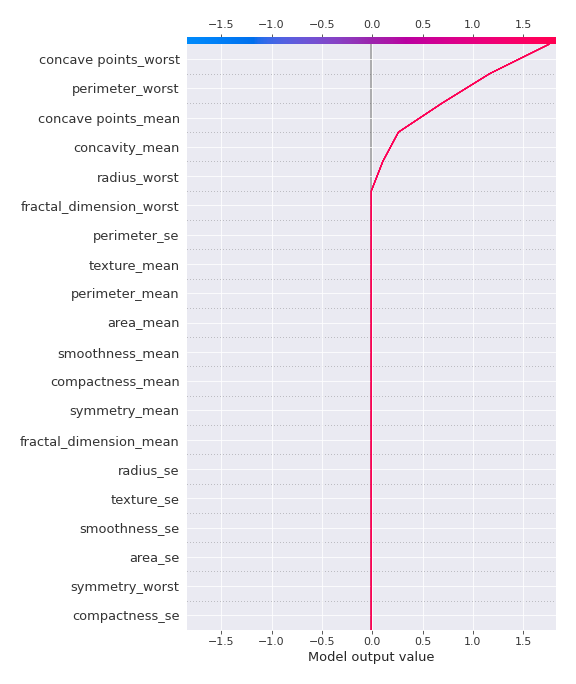 −1.5 −1.0 −0.5 0.0 0.5 1.0 1.5
concave points_worst
perimeter_worst
concave points_mean
concavity_mean
radius_worst
fractal_dimension_worst
perimeter_se
texture_mean
perimeter_mean
area_mean
smoothness_mean
compactness_mean
symmetry_mean
fractal_dimension_mean
radius_se
texture_se
smoothness_se
area_se
symmetry_worst
compactness_se
−1.5 −1.0 −0.5 0.0 0.5 1.0 1.5
Model output value